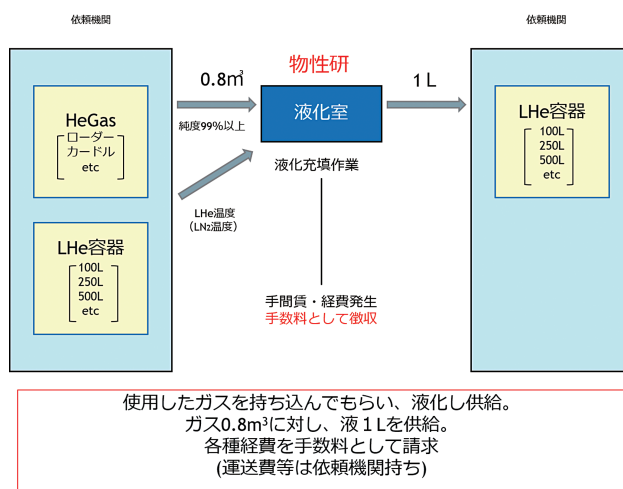 依頼機関
依頼機関
HeGas
ローダー
カードル
etc
LHe容器
100L
250L
500L
etc
0.8㎥
純度99%以上
LHe温度
(LN₂温度)
物性研
液化室
液化充填作業
手間賃・経費発生
手数料として徴収
1L
LHe容器
100L
250L
500L
etc
使用したガスを持ち込んでもらい、液化し供給。
ガス0.8m³に対し、液1Lを供給。
各種経費を手数料として請求
(運送費等は依頼機関持ち)